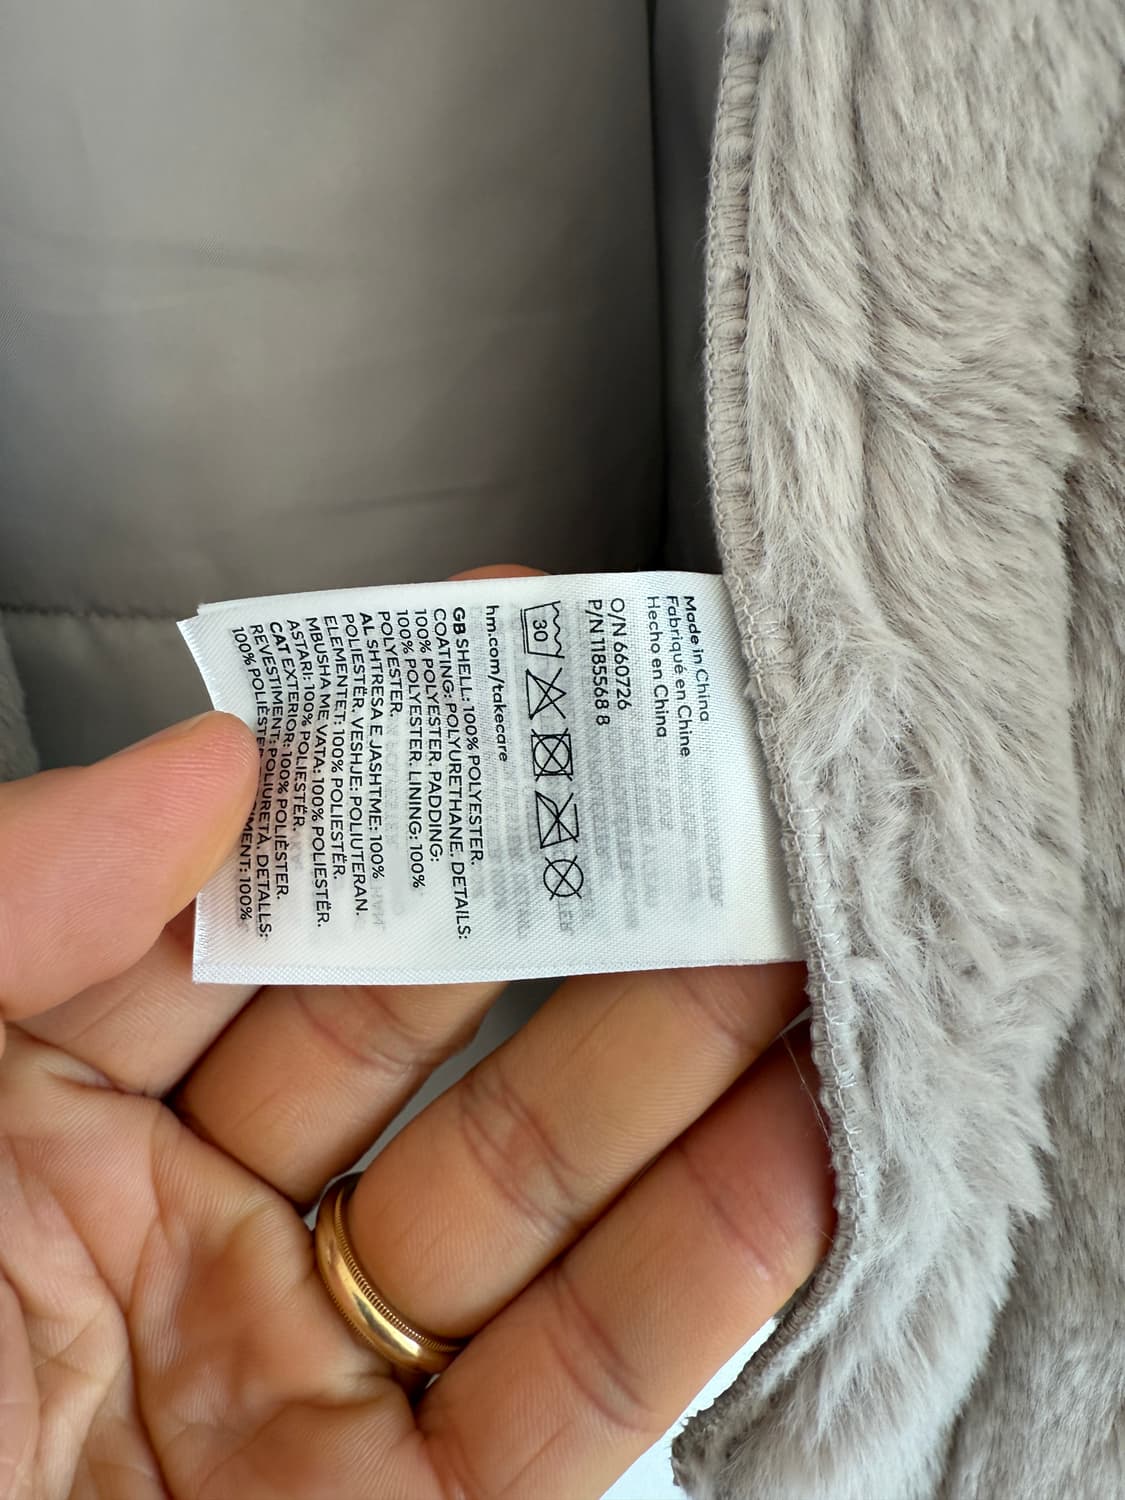 Made in China
Fabriqué en Chine
Hecho en China
O/N 660726
P/N 1185568 8
30
hm.com/takecare
GB SHELL: 100% POLYESTER.
COATING: POLYURETHANE. DETAILS:
100% POLYESTER. PADDING:
100% POLYESTER. LINING: 100%
POLYESTER.
AL SHTRESA E JASHTME: 100%
POLIESTËR. VESHJE: POLIUTERAN.
ELEMENTET: 100% POLIESTËR.
MBUSHA ME VATA: 100% POLIESTËR.
ASTARI: 100% POLIESTËR.
CAT EXTERIOR: 100% POLIÈSTER.
REVESTIMENT: POLIURETÀ. DETALLS:
100% POLIÈSTER 100%